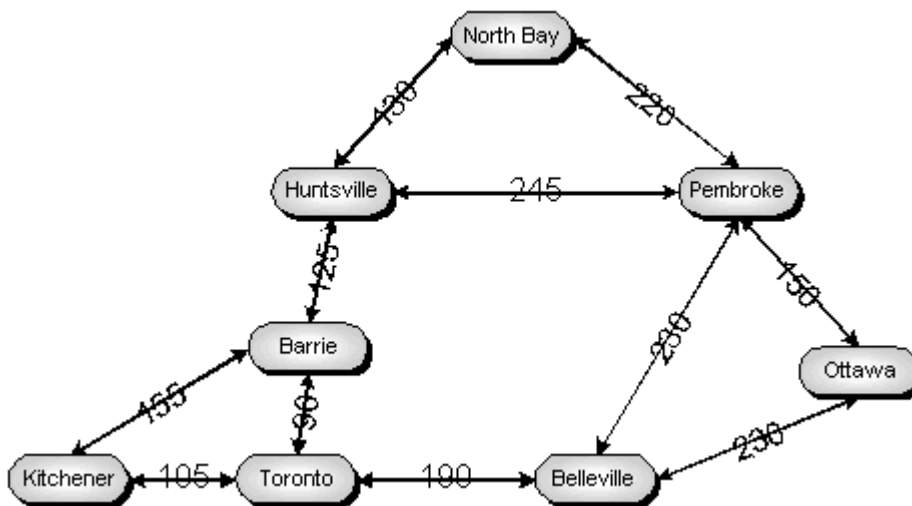 North Bay
130
220
Huntsville
245
Pembroke
125
150
230
Barrie
Ottawa
155
90
230
Kitchener
105
Toronto
190
Belleville